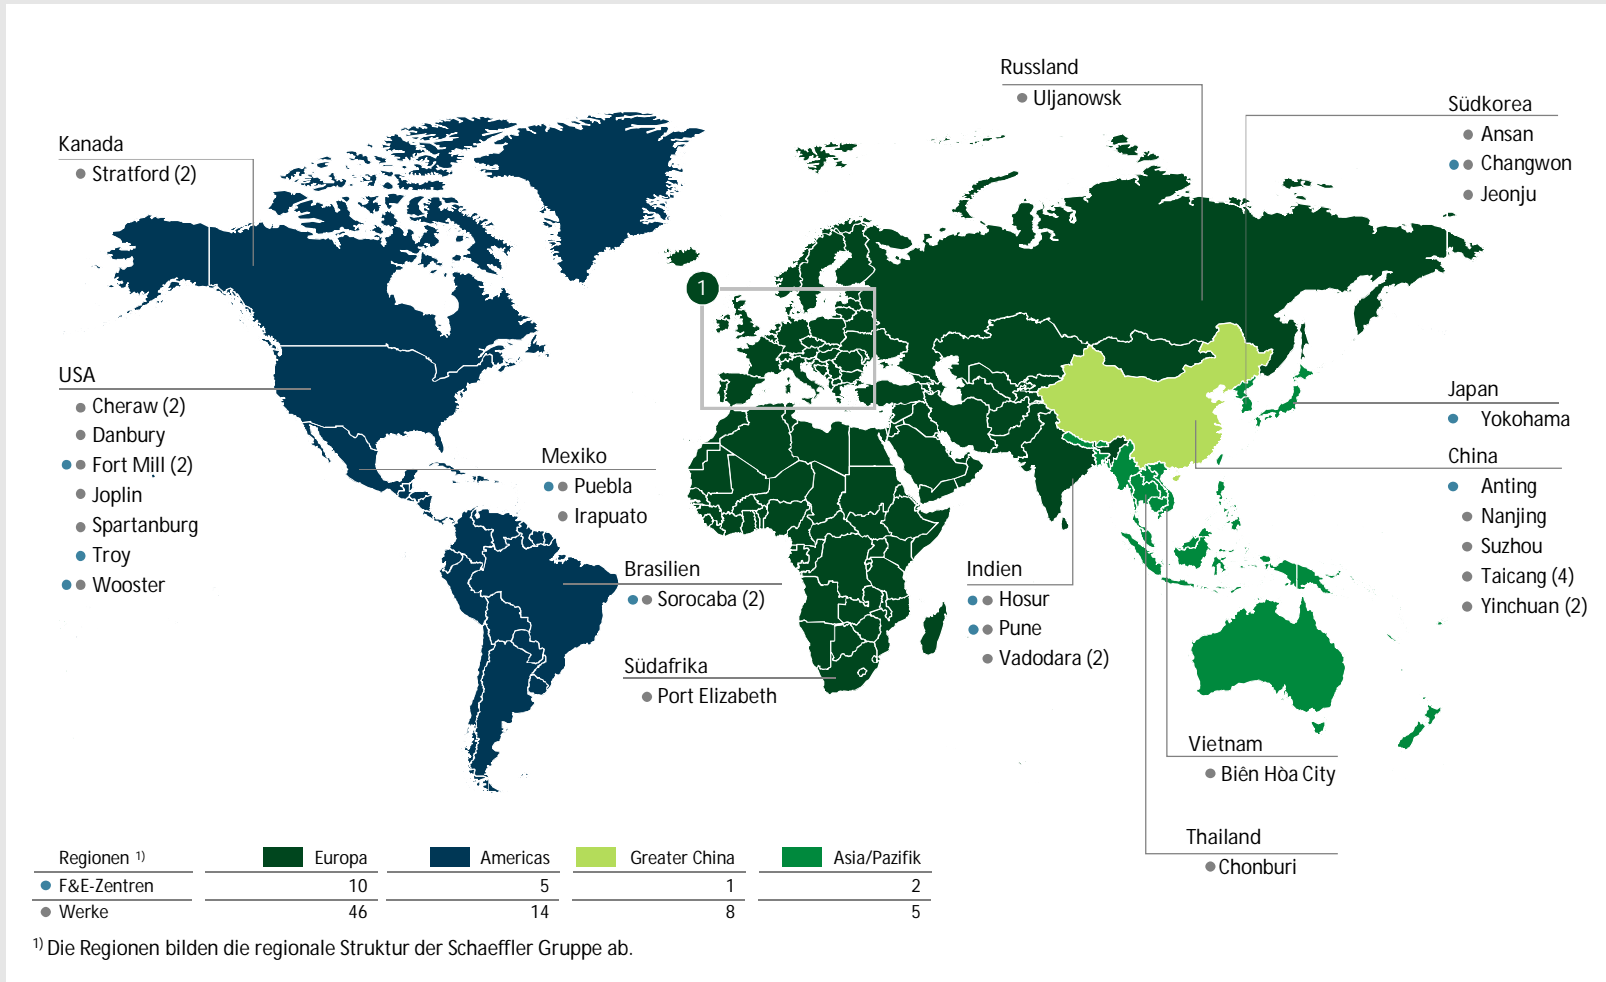 Russland
Uljanowsk
Südkorea
Ansan
Changwon
Jeonju
Kanada
Stratford (2)
1
USA
Cheraw (2)
Danbury
Fort Mill (2)
Joplin
Spartanburg
Troy
Wooster
Mexiko
Puebla
Irapuato
Japan
Yokohama
China
Anting
Nanjing
Suzhou
Taicang (4)
Yinchuan (2)
Brasilien
Sorocaba (2)
Indien
Hosur
Pune
Vadodara (2)
Südafrika
Port Elizabeth
Vietnam
Biên Hòa City
Thailand
Chonburi
Regionen 1) Europa Americas Greater China Asia/Pazifik
F&E-Zentren 10 5 1 2
Werke 46 14 8 5
1) Die Regionen bilden die regionale Struktur der Schaeffler Gruppe ab.